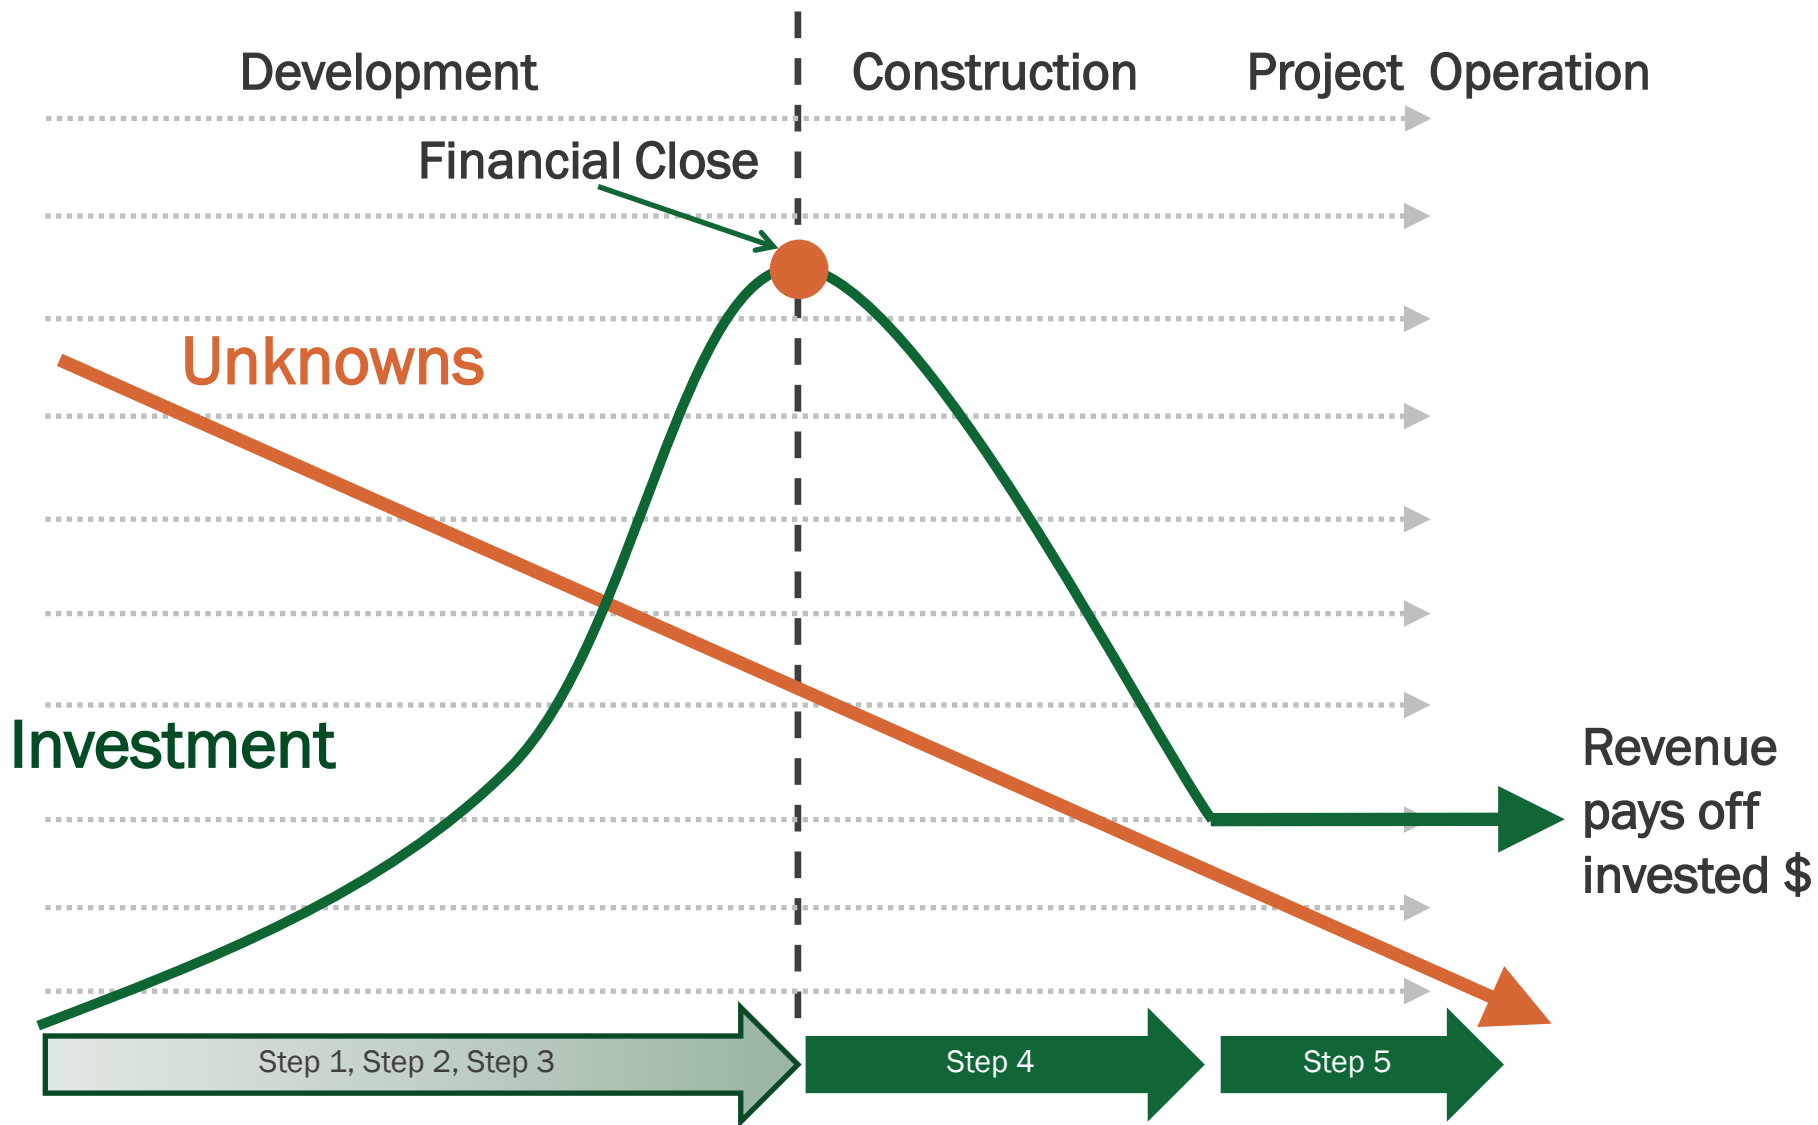 Development
Construction
Project Operation
Financial Close
Unknowns
Investment
Revenue
pays off
invested $
Step 1, Step 2, Step 3
Step 4
Step 5